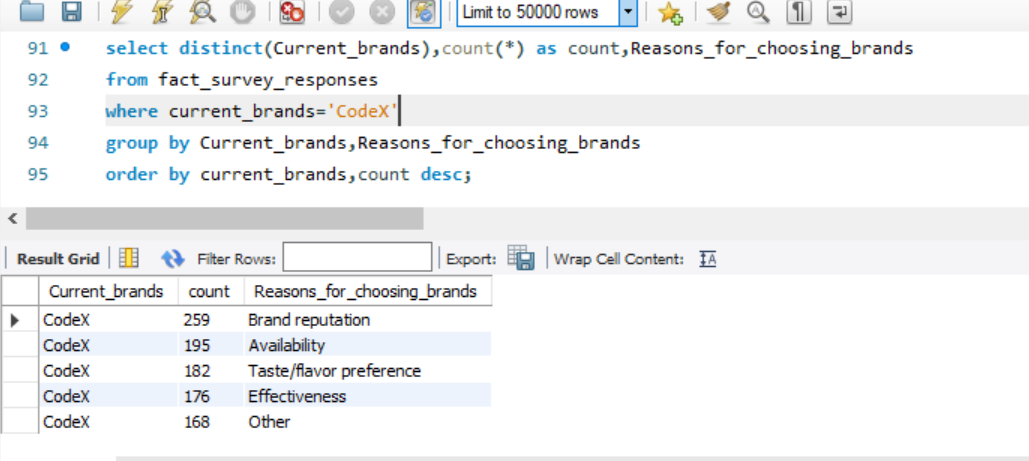 Limit to 50000 rows
91 select distinct(Current_brands),count(*) as count,Reasons_for_choosing_brands
92 from fact_survey_responses
93 where current_brands='CodeX'
94 group by Current_brands,Reasons_for_choosing_brands
95 order by current_brands,count desc;
Result Grid Filter Rows: Export: Wrap Cell Content:
Current_brands count Reasons_for_choosing_brands
CodeX 259 Brand reputation
CodeX 195 Availability
CodeX 182 Taste/flavor preference
CodeX 176 Effectiveness
CodeX 168 Other